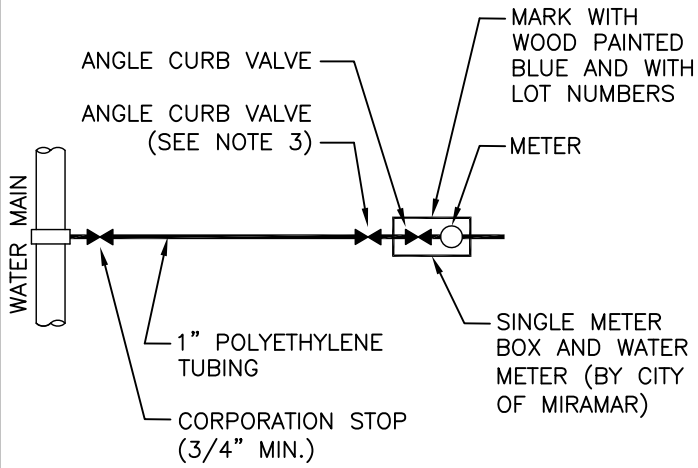 MARK WITH
WOOD PAINTED
BLUE AND WITH
LOT NUMBERS
ANGLE CURB VALVE
ANGLE CURB VALVE
(SEE NOTE 3)
METER
WATER MAIN
1” POLYETHYLENE
TUBING
SINGLE METER
BOX AND WATER
METER (BY CITY
OF MIRAMAR)
CORPORATION STOP
(3/4” MIN.)